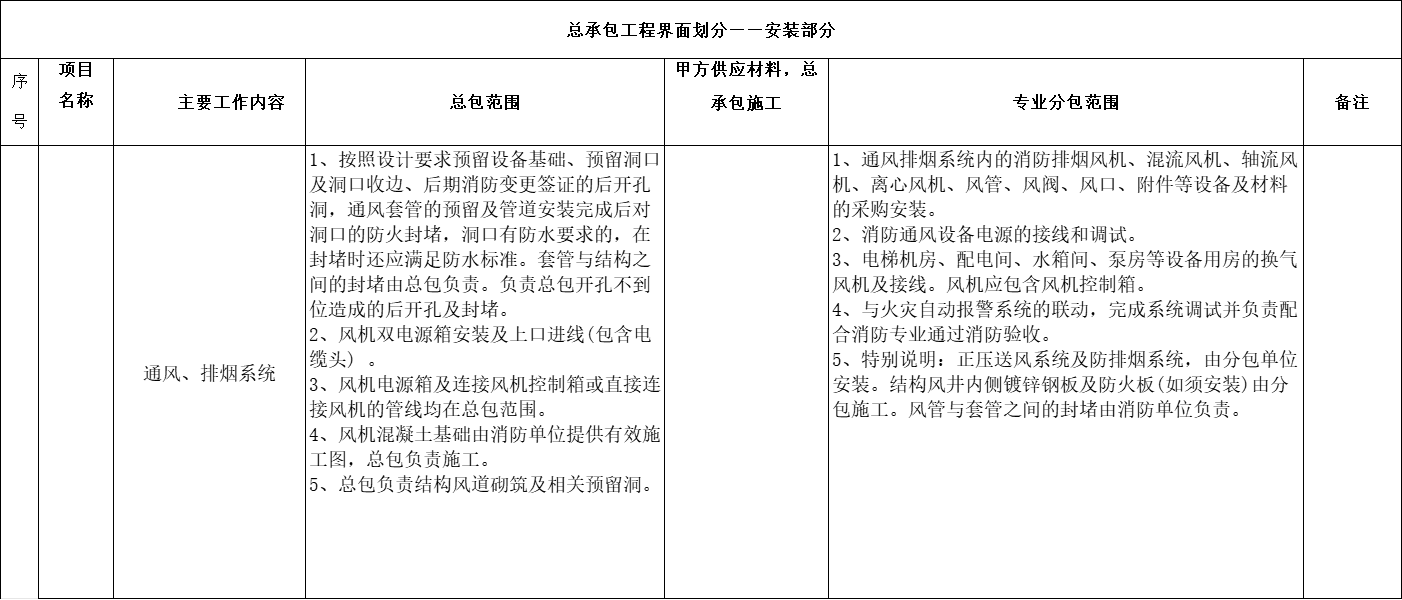 总承包工程界面划分——安装部分
序
号
项目
名称
主要工作内容
总包范围
甲方供应材料，总
承包施工
专业分包范围
备注
通风、排烟系统
1、按照设计要求预留设备基础、预留洞口
及洞口收边、后期消防变更签证的后开孔
洞，通风套管的预留及管道安装完成后对
洞口的防火封堵，洞口有防水要求的，在
封堵时还应满足防水标准。套管与结构之
间的封堵由总包负责。负责总包开孔不到
位造成的后开孔及封堵。
2、风机双电源箱安装及上口进线(包含电
缆头) 。
3、风机电源箱及连接风机控制箱或直接连
接风机的管线均在总包范围。
4、风机混凝土基础由消防单位提供有效施
工图，总包负责施工。
5、总包负责结构风道砌筑及相关预留洞。
1、通风排烟系统内的消防排烟风机、混流风机、轴流风
机、离心风机、风管、风阀、风口、附件等设备及材料
的采购安装。
2、消防通风设备电源的接线和调试。
3、电梯机房、配电间、水箱间、泵房等设备用房的换气
风机及接线。风机应包含风机控制箱。
4、与火灾自动报警系统的联动，完成系统调试并负责配
合消防专业通过消防验收。
5、特别说明：正压送风系统及防排烟系统，由分包单位
安装。结构风井内侧镀锌钢板及防火板(如须安装)由分
包施工。风管与套管之间的封堵由消防单位负责。